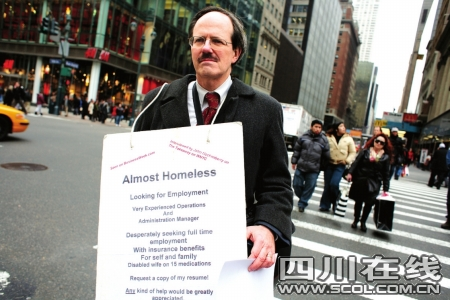 Almost Homeless
Looking for Employment
Very Experienced Operations
And
Administration Manager
Desperately seeking full time
employment
With insurance benefits
For self and family
Disabled wife on 15 medications
Request a copy of my resume!
Any kind of help would be greatly
appreciated
四川在线
WWW.SCOL.COM.CN